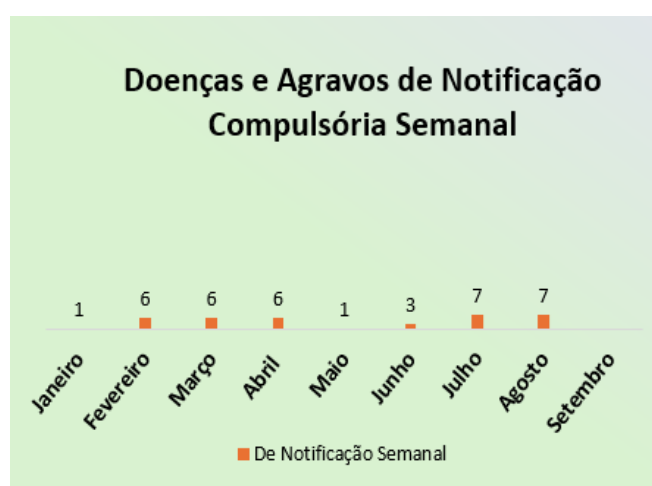 Doenças e Agravos de Notificação
Compulsória Semanal
1 6 6 6 1 3 7 7
Janeiro Fevereiro Março Abril Maio Junho Julho Agosto Setembro
De Notificação Semanal